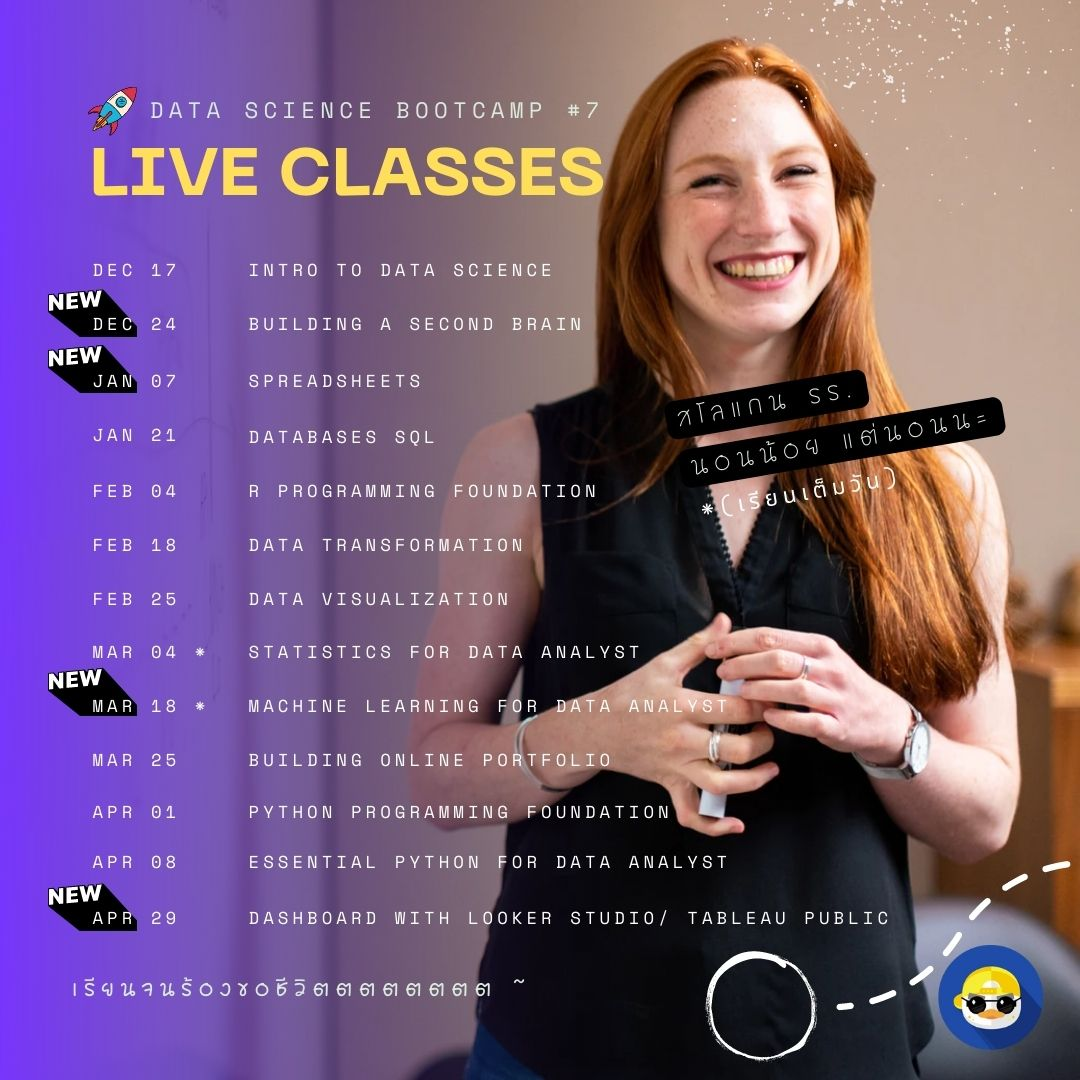 DATA SCIENCE BOOTCAMP #7
LIVE CLASSES
DEC 17 INTRO TO DATA SCIENCE
NEW
DEC 24 BUILDING A SECOND BRAIN
NEW
JAN 07 SPREADSHEETS
JAN 21 DATABASES SQL
FEB 04 R PROGRAMMING FOUNDATION
FEB 18 DATA TRANSFORMATION
FEB 25 DATA VISUALIZATION
MAR 04 * STATISTICS FOR DATA ANALYST
NEW
MAR 18 * MACHINE LEARNING FOR DATA ANALYST
MAR 25 BUILDING ONLINE PORTFOLIO
APR 01 PYTHON PROGRAMMING FOUNDATION
APR 08 ESSENTIAL PYTHON FOR DATA ANALYST
NEW
APR 29 DASHBOARD WITH LOOKER STUDIO/ TABLEAU PUBLIC
สโลแกน รร.
นอนน้อย แต่นอนนะ
*(เรียนเต็มวัน)
เรียนจนร้องขอชีวิตตตตตตตต ~